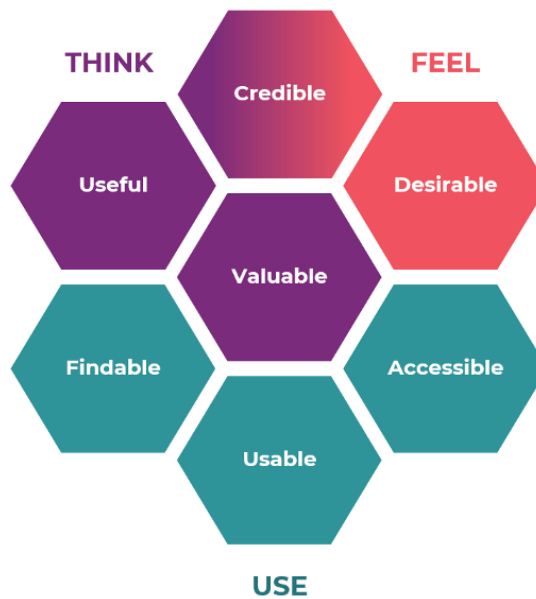 THINK
FEEL
Credible
Useful
Desirable
Valuable
Findable
Accessible
Usable
USE